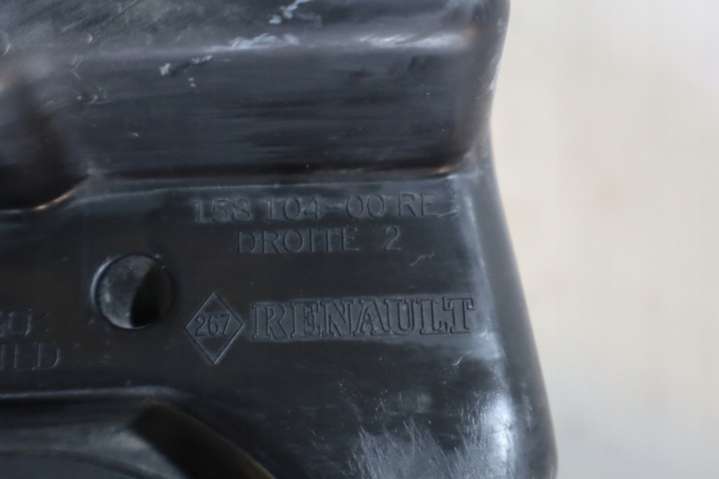 158 104-00 RE
DROITE 2
267 RENAULT